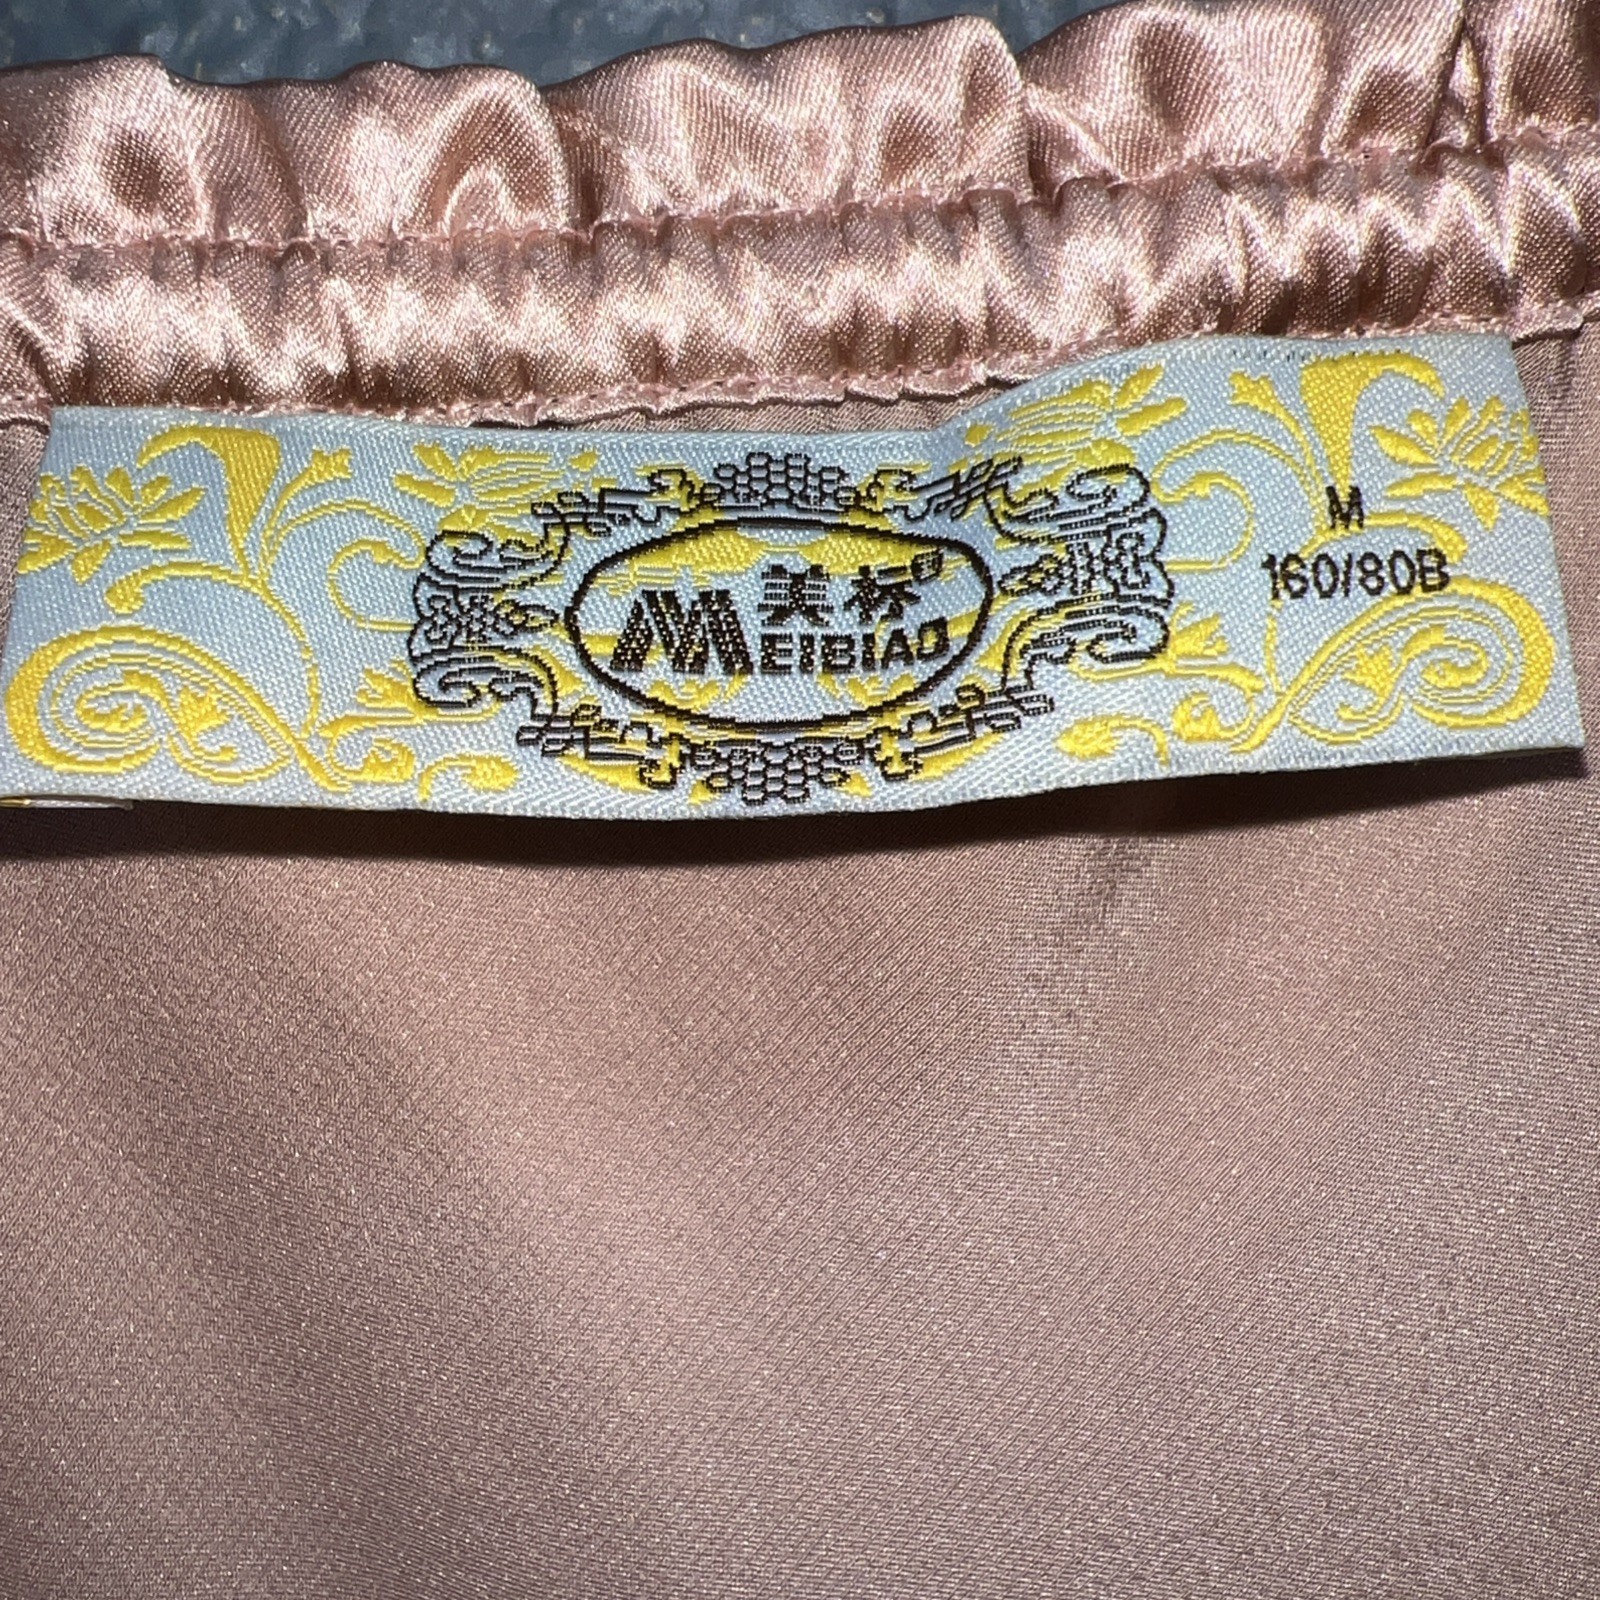 美标
MEIBIAO
M
160/80B